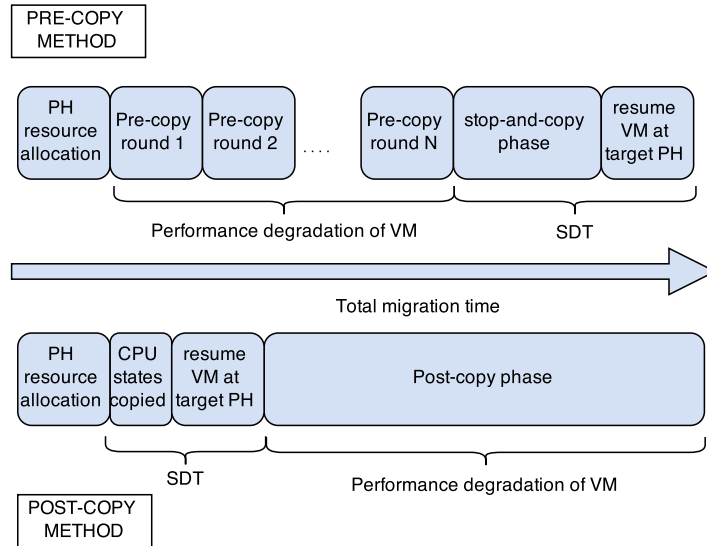 PRE-COPY
METHOD
PH
resource
allocation
Pre-copy
round 1
Pre-copy
round 2
....
Pre-copy
round N
stop-and-copy
phase
resume
VM at
target PH
Performance degradation of VM
SDT
Total migration time
PH
resource
allocation
CPU
states
copied
resume
VM at
target PH
Post-copy phase
SDT
Performance degradation of VM
POST-COPY
METHOD